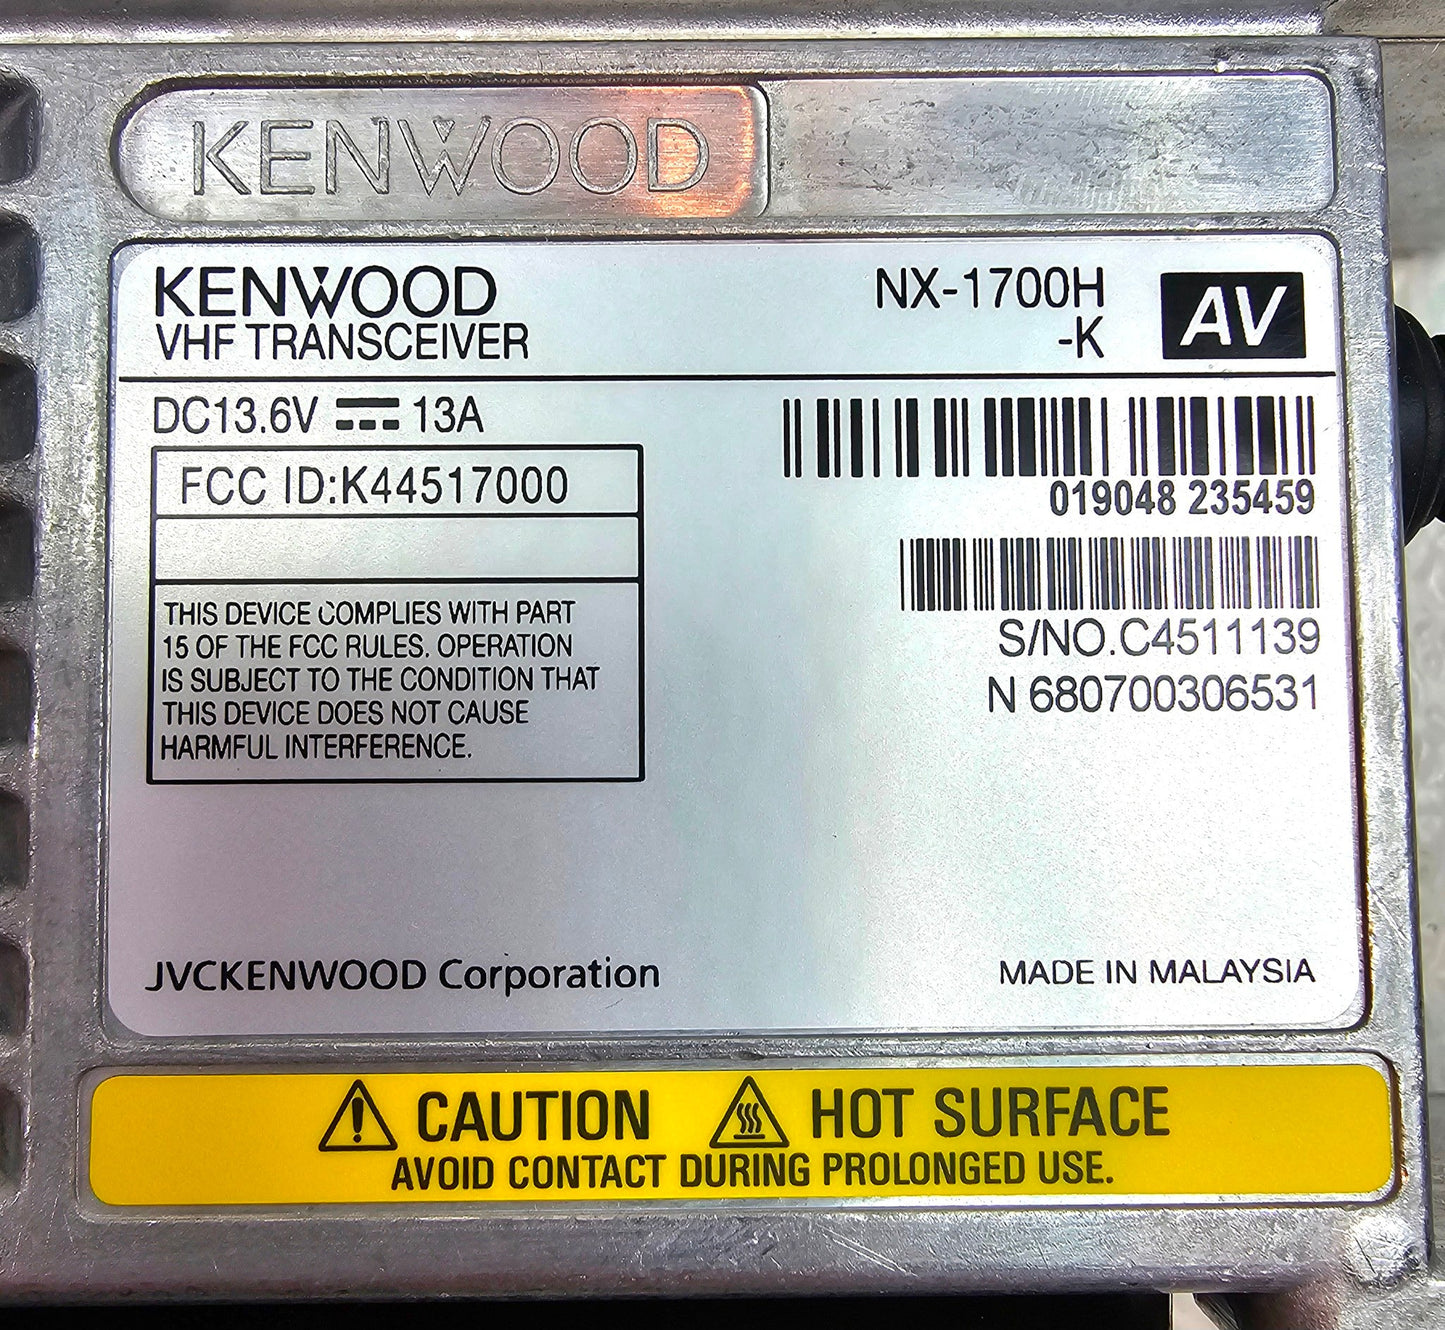 KENWOOD
KENWOOD
VHF TRANSCEIVER
NX-1700H
-K
AV
DC13.6V 13A
FCC ID:K44517000
THIS DEVICE COMPLIES WITH PART
15 OF THE FCC RULES. OPERATION
IS SUBJECT TO THE CONDITION THAT
THIS DEVICE DOES NOT CAUSE
HARMFUL INTERFERENCE.
019048 235459
S/NO.C4511139
N 680700306531
JVCKENWOOD Corporation
MADE IN MALAYSIA
CAUTION HOT SURFACE
AVOID CONTACT DURING PROLONGED USE.